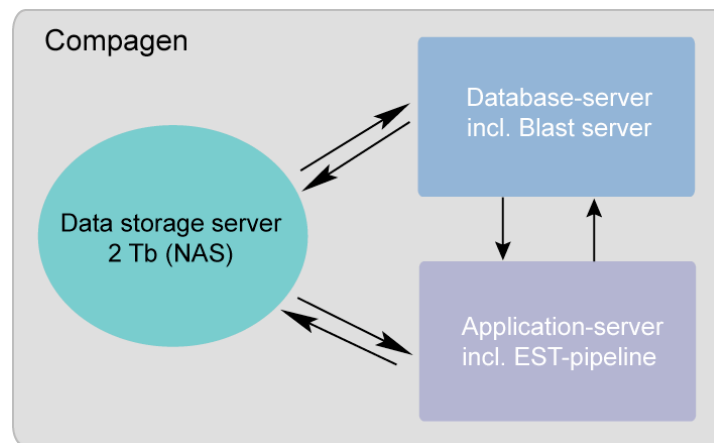 Compagen
Database-server
incl. Blast server
Data storage server
2 Tb (NAS)
Application-server
incl. EST-pipeline